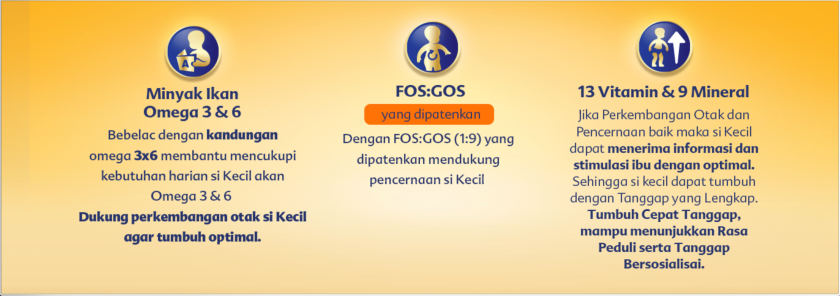 Minyak Ikan
Omega 3 & 6
Bebelac dengan kandungan
omega 3x6 membantu mencukupi
kebutuhan harian si Kecil akan
Omega 3 & 6
Dukung perkembangan otak si Kecil
agar tumbuh optimal.
FOS:GOS
yang dipatenkan
Dengan FOS:GOS (1:9) yang
dipatenkan mendukung
pencernaan si Kecil
13 Vitamin & 9 Mineral
Jika Perkembangan Otak dan
Pencernaan baik maka si Kecil
dapat menerima informasi dan
stimulasi ibu dengan optimal.
Sehingga si kecil dapat tumbuh
dengan Tanggap yang Lengkap.
Tumbuh Cepat Tanggap,
mampu menunjukkan Rasa
Peduli serta Tanggap
Bersosialisai.